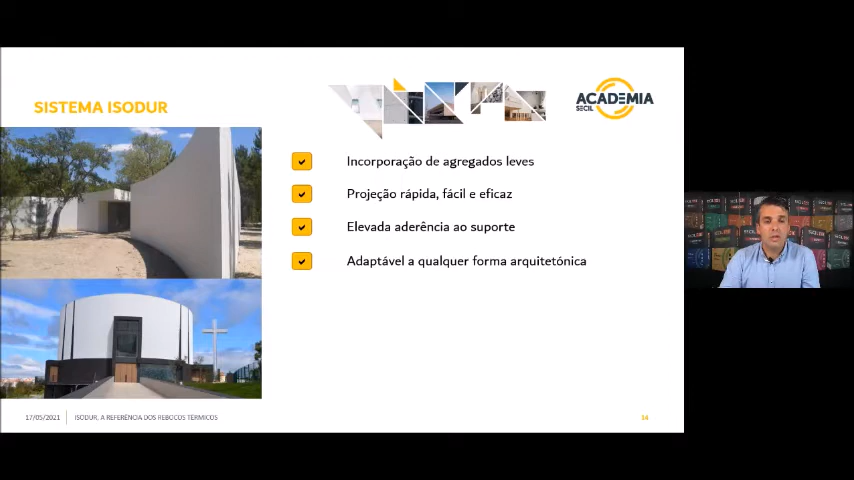 SISTEMA ISODUR
ACADEMIA
SECIL
Incorporação de agregados leves
Projeção rápida, fácil e eficaz
Elevada aderência ao suporte
Adaptável a qualquer forma arquitetónica
17/05/2021
ISODUR, A REFERÊNCIA DOS REBOCOS TÉRMICOS
34